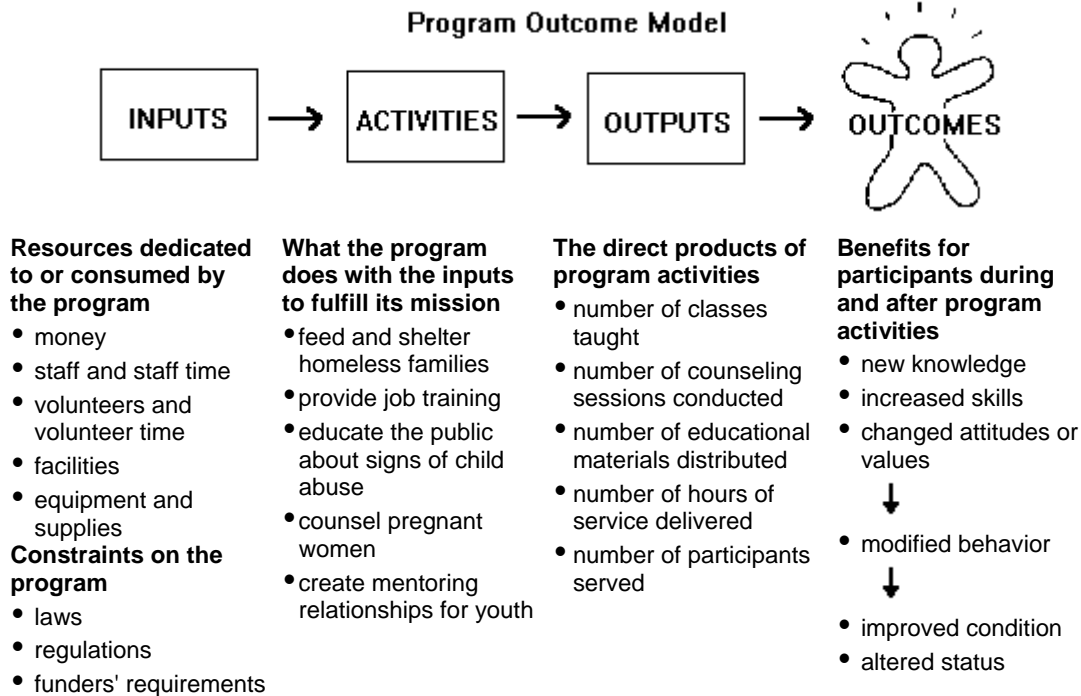 Program Outcome Model
INPUTS
ACTIVITIES
OUTPUTS
OUTCOMES
Resources dedicated
to or consumed by
the program
• money
• staff and staff time
• volunteers and
volunteer time
• facilities
• equipment and
supplies
Constraints on the
program
• laws
• regulations
• funders' requirements
What the program
does with the inputs
to fulfill its mission
• feed and shelter
homeless families
• provide job training
• educate the public
about signs of child
abuse
• counsel pregnant
women
• create mentoring
relationships for youth
The direct products of
program activities
• number of classes
taught
• number of counseling
sessions conducted
• number of educational
materials distributed
• number of hours of
service delivered
• number of participants
served
Benefits for
participants during
and after program
activities
• new knowledge
• increased skills
• changed attitudes or
values
• modified behavior
• improved condition
• altered status